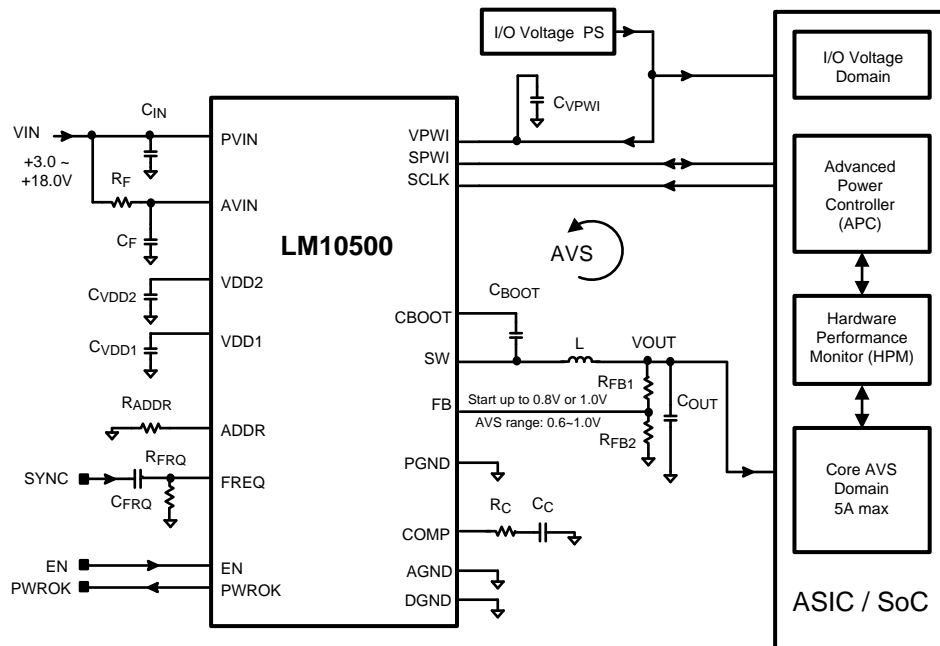 I/O Voltage PS
I/O Voltage
Domain
CIN
CVPWI
VIN
+3.0 ~
+18.0V
PVIN
VPWI
SPWI
SCLK
RF
AVIN
CF
Advanced
Power
Controller
(APC)
LM10500
AVS
VDD2
CVDD2
CBOOT
CBOOT
VDD1
CVDD1
Hardware
Performance
Monitor (HPM)
SW
L
VOUT
RFB1
FB
Start up to 0.8V or 1.0V
AVS range: 0.6~1.0V
COUT
RFB2
RADDR
ADDR
Core AVS
Domain
5A max
RFRQ
SYNC
CFRQ
FREQ
PGND
RC
CC
COMP
EN
EN
PWROK
PWROK
AGND
DGND
ASIC / SoC